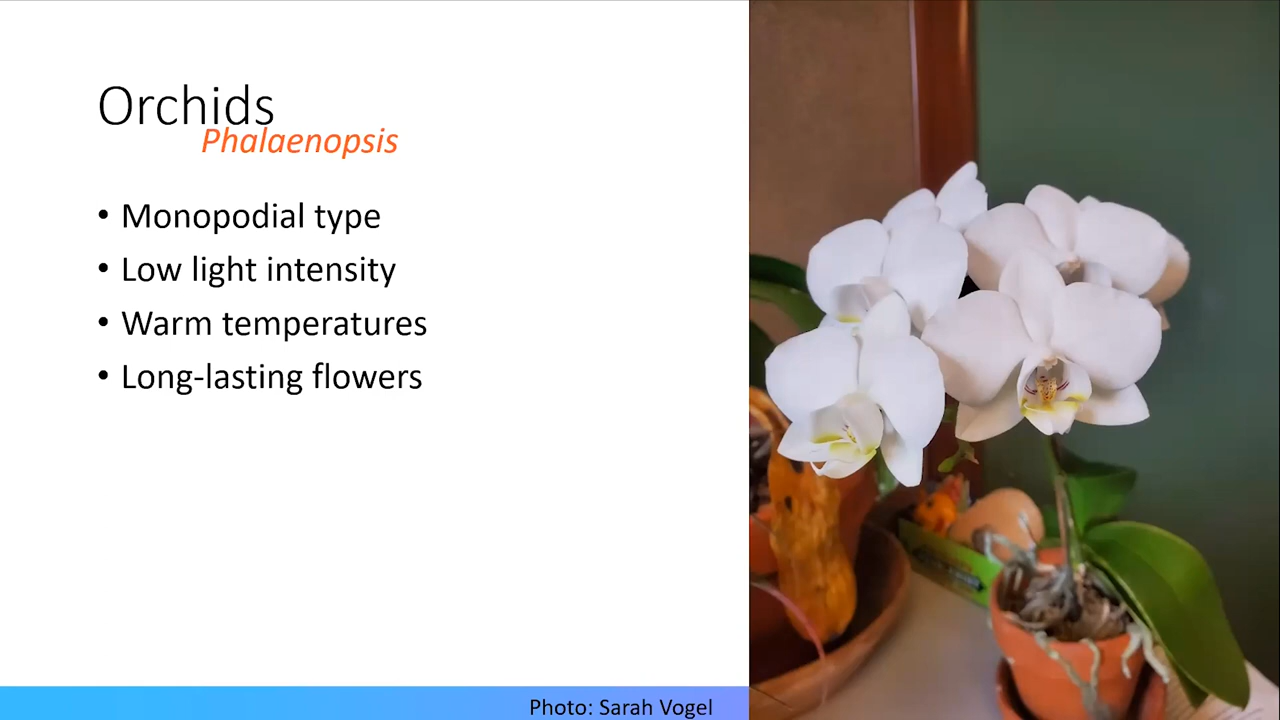 Orchids
Phalaenopsis
• Monopodial type
• Low light intensity
• Warm temperatures
• Long-lasting flowers
Photo: Sarah Vogel